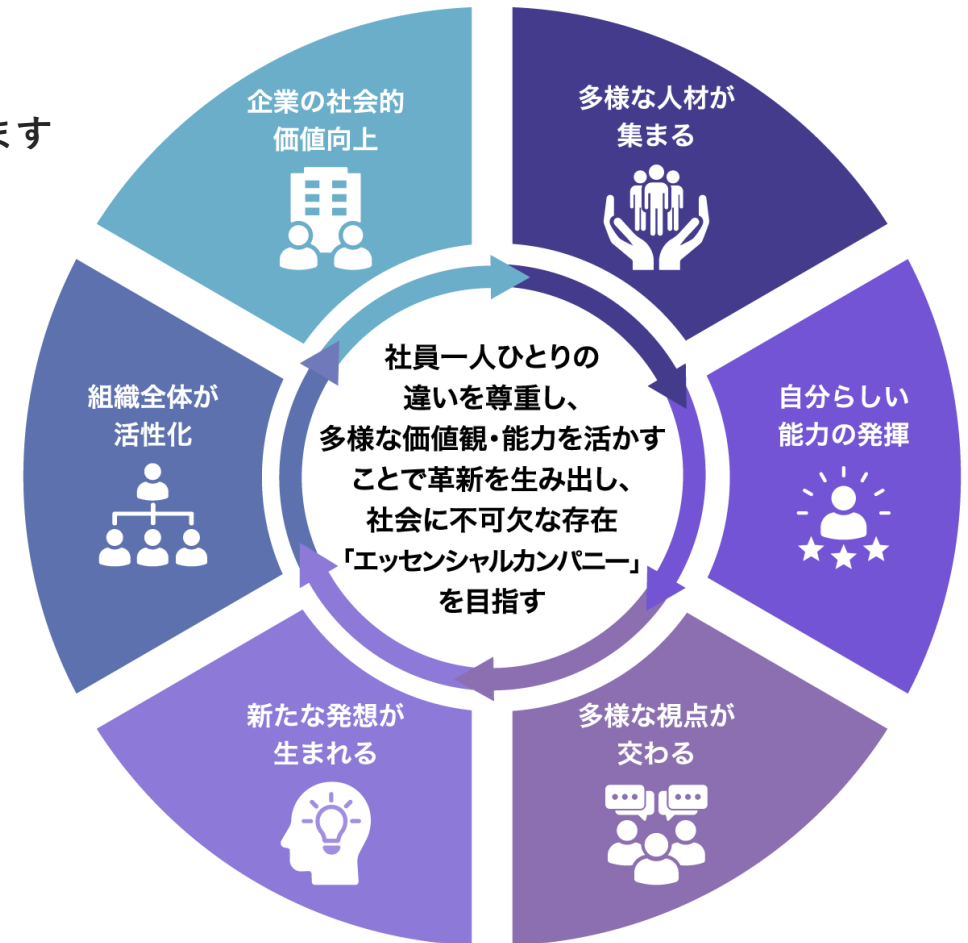 ます
企業の社会的
価値向上
多様な人材が
集まる
自分らしい
能力の発揮
多様な視点が
交わる
新たな発想が
生まれる
組織全体が
活性化
社員一人ひとりの
違いを尊重し、
多様な価値観・能力を活かす
ことで革新を生み出し、
社会に不可欠な存在
「エッセンシャルカンパニー」
を目指す